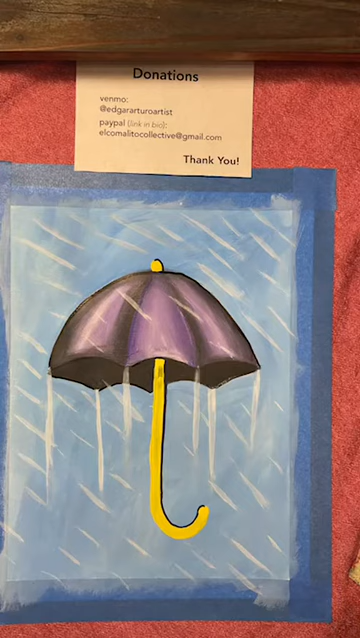 Donations
venmo:
@edgararturoartist
paypal (link in bio):
elcomalitocollective@gmail.com
Thank You!